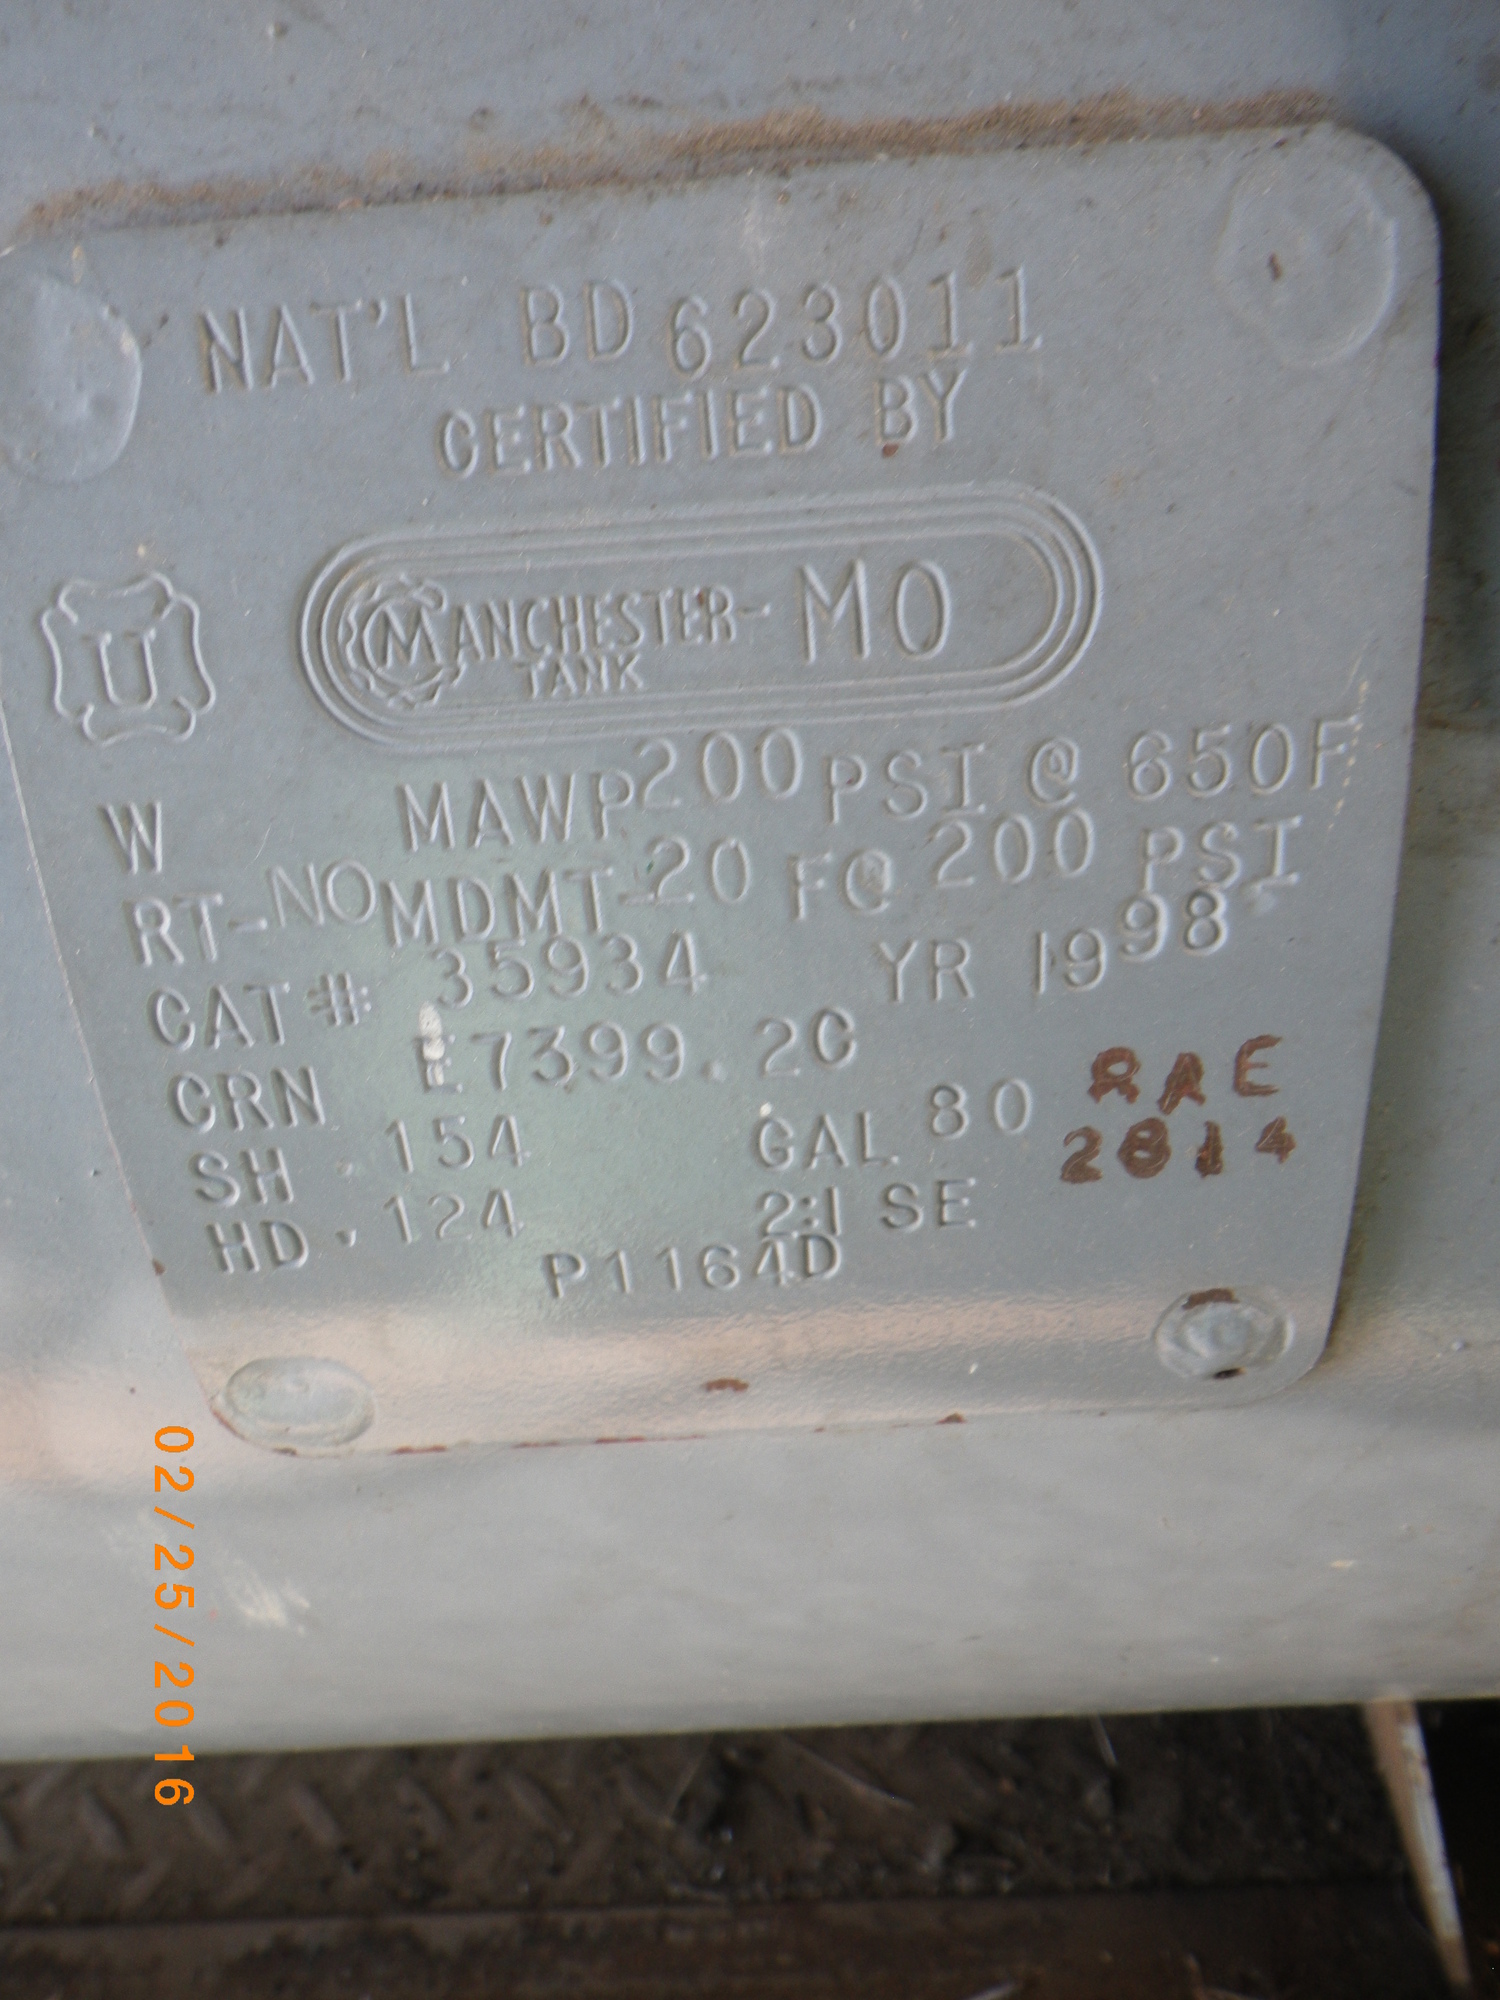 NAT'L BD 623011
CERTIFIED BY
U
MANCHESTER- MO
TANK
W MAWP 200 PSI @ 650F
RT-NO MDMT -20 F@ 200 PSI
CAT# 35934 YR 1998
CRN E7399.2C
SH .154 GAL 80
HD .124 2:1 SE
P1164D
RAE
2014
02/25/2016